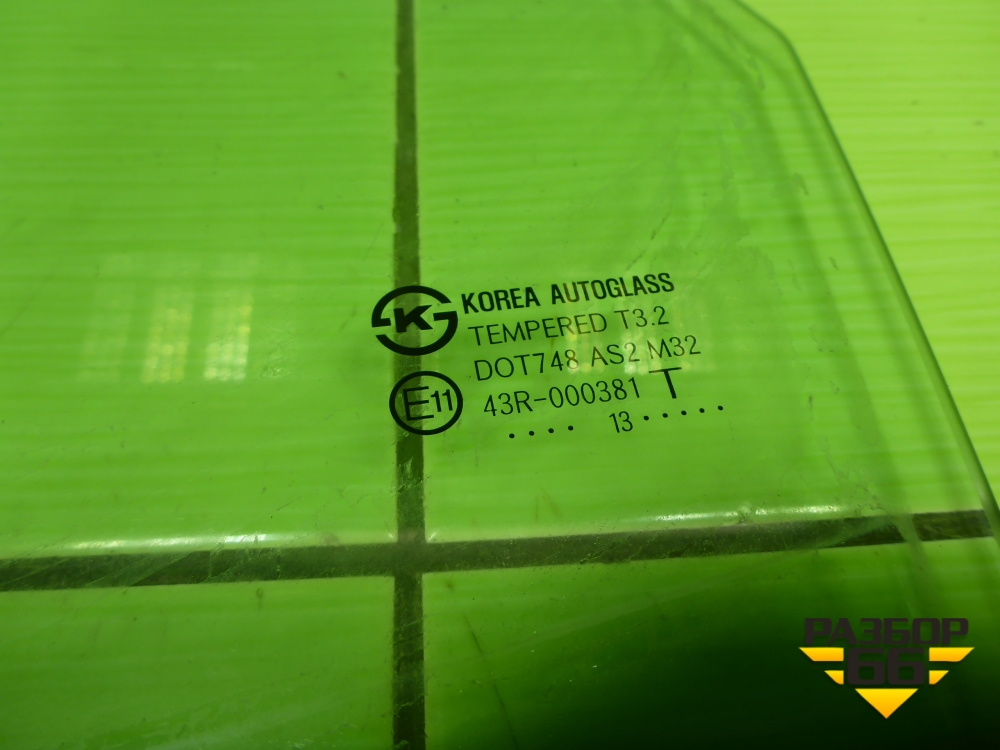 K
KOREA AUTOGLASS
TEMPERED T3.2
DOT748 AS2 M32
E11 43R-000381 T
.... 13 .....
РАЗБОР
66